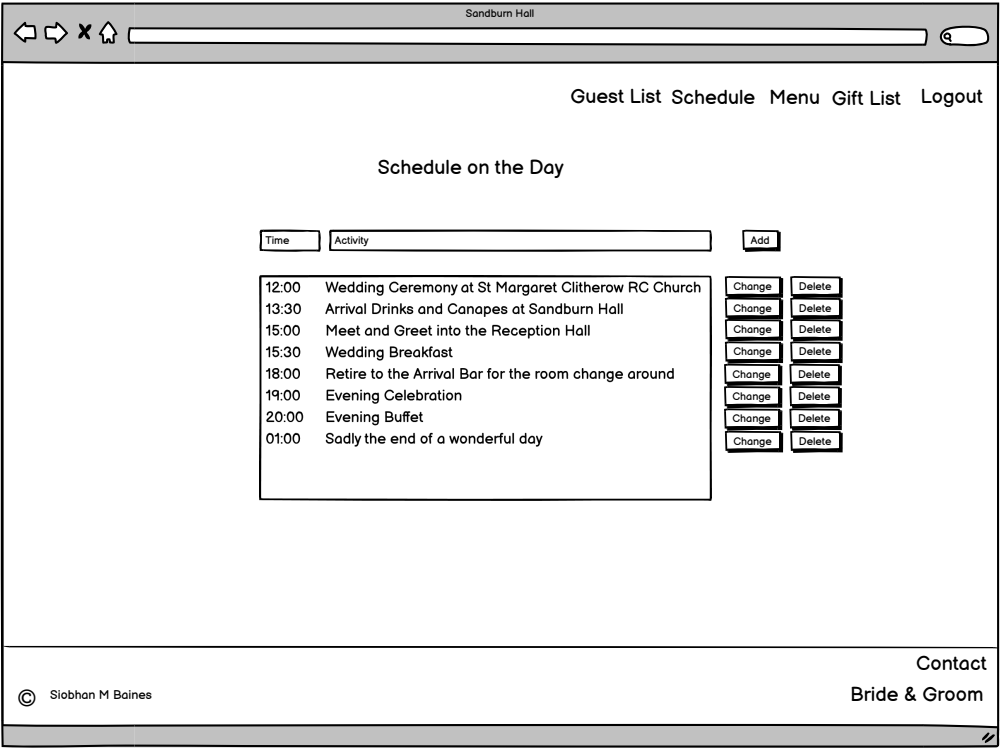 Sandburn Hall
Guest List Schedule Menu Gift List Logout
Schedule on the Day
Time Activity Add
12:00 Wedding Ceremony at St Margaret Clitherow RC Church Change Delete
13:30 Arrival Drinks and Canapes at Sandburn Hall Change Delete
15:00 Meet and Greet into the Reception Hall Change Delete
15:30 Wedding Breakfast Change Delete
18:00 Retire to the Arrival Bar for the room change around Change Delete
19:00 Evening Celebration Change Delete
20:00 Evening Buffet Change Delete
01:00 Sadly the end of a wonderful day Change Delete
Contact
© Siobhan M Baines Bride & Groom